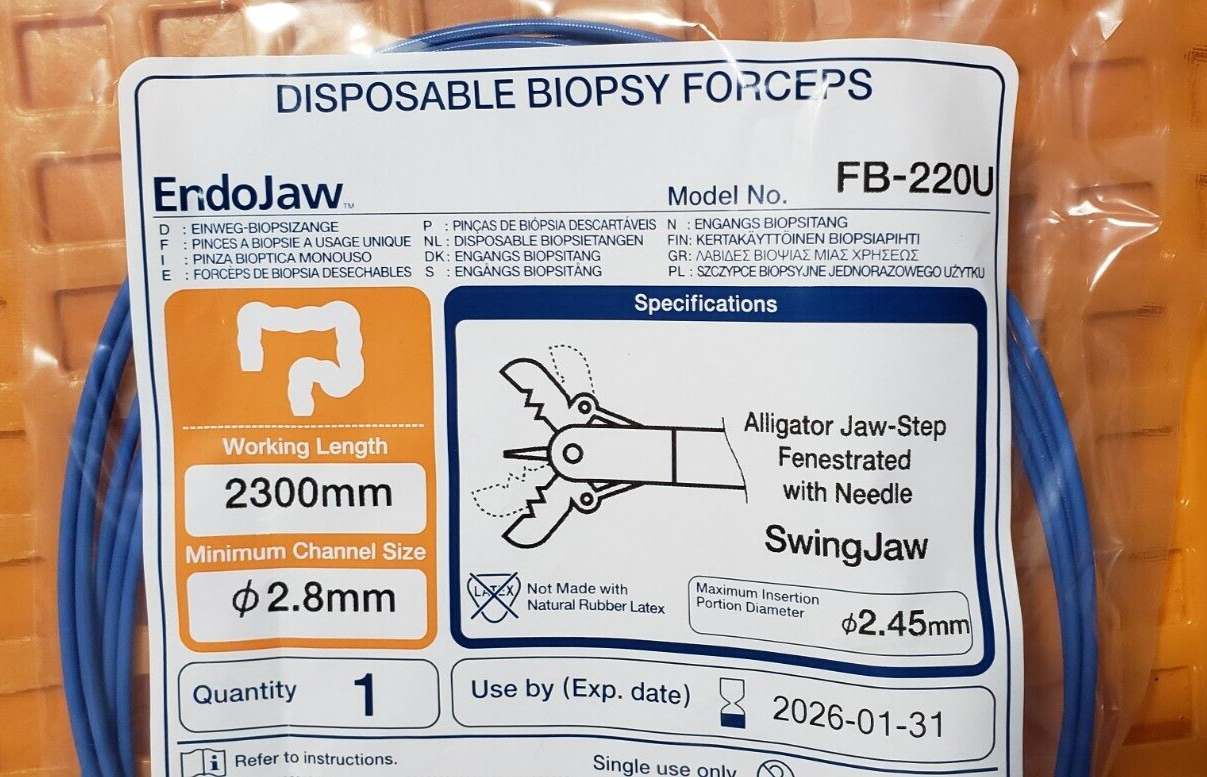 DISPOSABLE BIOPSY FORCEPS
EndoJaw™
Model No. FB-220U
D : EINWEG-BIOPSIZANGE
F : PINCES A BIOPSIE A USAGE UNIQUE
I : PINZA BIOPTICA MONOUSO
E : FORCEPS DE BIOPSIA DESECHABLES
P : PINÇAS DE BIÓPSIA DESCARTÁVEIS
NL : DISPOSABLE BIOPSIETANGEN
DK : ENGANGS BIOPSITANG
S : ENGÅNGS BIOPSITÅNG
N : ENGANGS BIOPSITANG
FIN: KERTAKÄYTTÖINEN BIOPSIAPIHTI
GR: ΛΑΒΙΔΕΣ ΒΙΟΨΙΑΣ ΜΙΑΣ ΧΡΗΣΕΩΣ
PL : SZCZYPCE BIOPSYJNE JEDNORAZOWEGO UŻYTKU
Working Length
2300mm
Minimum Channel Size
φ2.8mm
Specifications
Alligator Jaw-Step
Fenestrated
with Needle
SwingJaw
LATEX
Not Made with
Natural Rubber Latex
Maximum Insertion
Portion Diameter
φ2.45mm
Quantity 1
Use by (Exp. date) 2026-01-31
i Refer to instructions.
Single use only